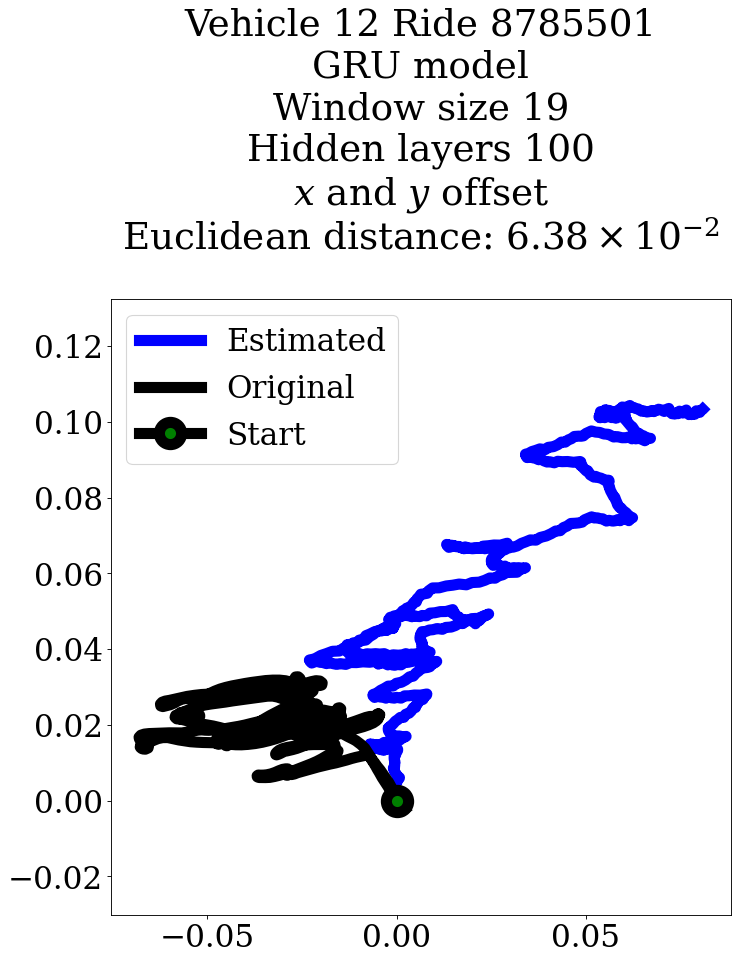 Vehicle 12 Ride 8785501
GRU model
Window size 19
Hidden layers 100
x and y offset
Euclidean distance: 6.38 × 10⁻²
Estimated
Original
Start
0.12
0.10
0.08
0.06
0.04
0.02
0.00
−0.02
−0.05 0.00 0.05